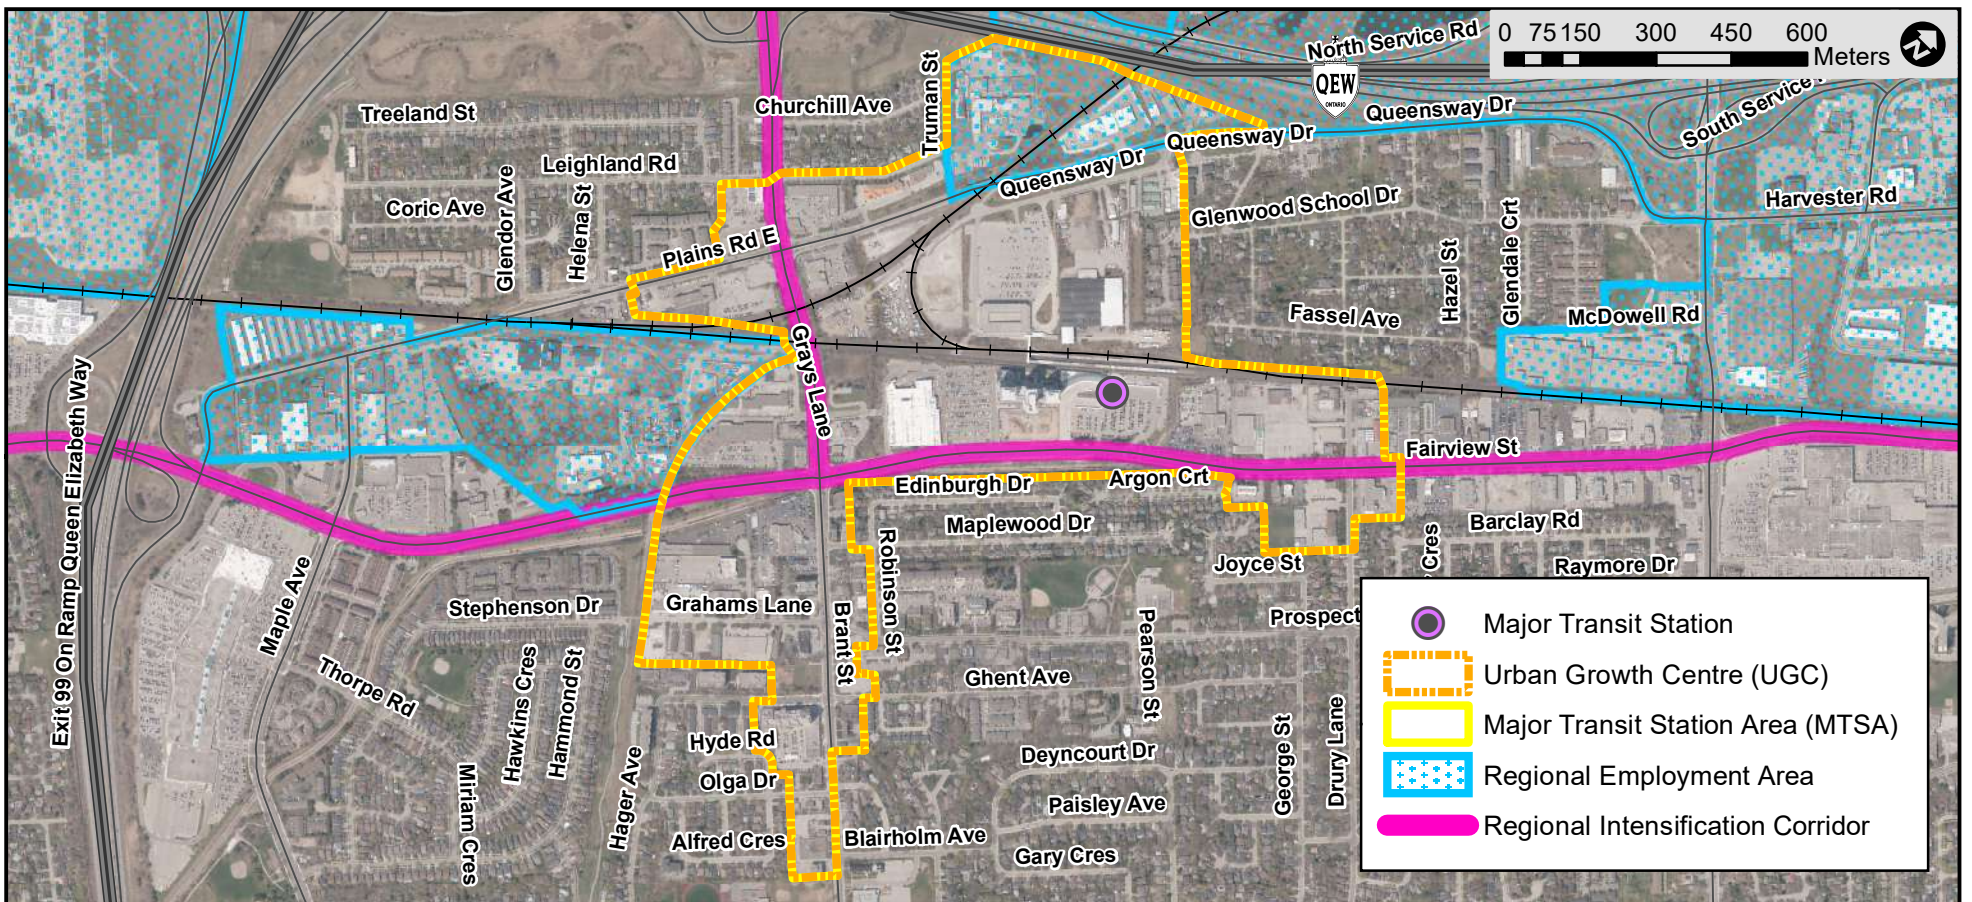 0 75 150 300 450 600
Meters
North Service Rd
QEW
ONTARIO
Queensway Dr
South Service
Treeland St
Churchill Ave
Truman St
Queensway Dr
Leighland Rd
Queensway Dr
Coric Ave
Glendor Ave
Helena St
Plains Rd E
Glenwood School Dr
Harvester Rd
Hazel St
Glendale Crt
Fassel Ave
McDowell Rd
Grays Lane
Exit 99 On Ramp Queen Elizabeth Way
Fairview St
Edinburgh Dr
Argon Crt
Maplewood Dr
Barclay Rd
Robinson St
Joyce St
Cres
Raymore Dr
Maple Ave
Stephenson Dr
Grahams Lane
Brant St
Pearson St
Prospect
Thorpe Rd
Hawkins Cres
Hammond St
Ghent Ave
Hyde Rd
Deyncourt Dr
George St
Drury Lane
Olga Dr
Miriam Cres
Hager Ave
Paisley Ave
Alfred Cres
Blairholm Ave
Gary Cres
Major Transit Station
Urban Growth Centre (UGC)
Major Transit Station Area (MTSA)
Regional Employment Area
Regional Intensification Corridor